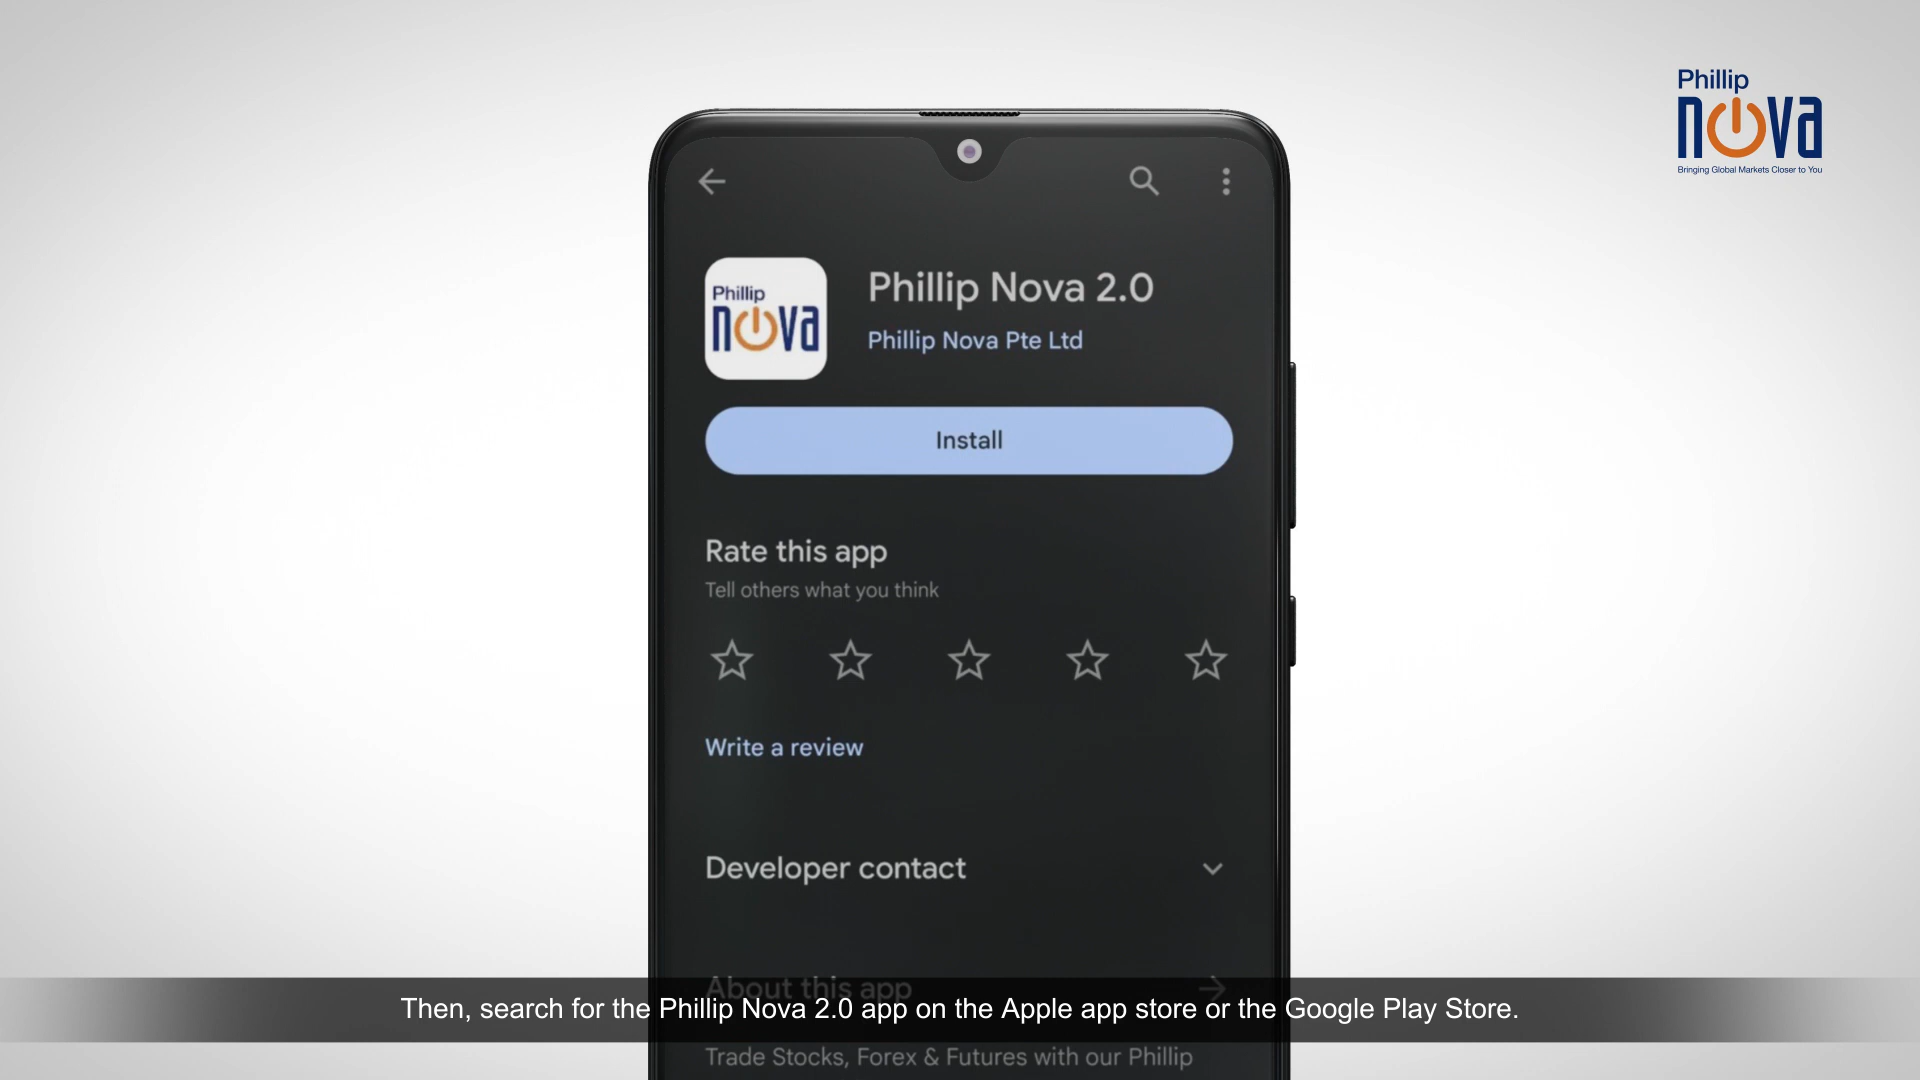 Phillip
nova
Bringing Global Markets Closer to You
Phillip
nova
Phillip Nova 2.0
Phillip Nova Pte Ltd
Install
Rate this app
Tell others what you think
Write a review
Developer contact
About this app
Then, search for the Phillip Nova 2.0 app on the Apple app store or the Google Play Store.
Trade Stocks, Forex & Futures with our Phillip